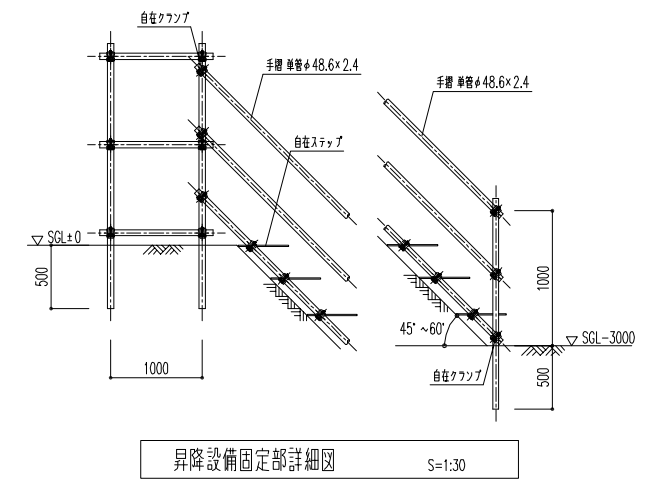 自在クランプ
手摺 単管φ48.6×2.4
手摺 単管φ48.6×2.4
自在ステップ
SGL±0
500
1000
45°~60°
1000
SGL-3000
500
自在クランプ
昇降設備固定部詳細図 S=1:30